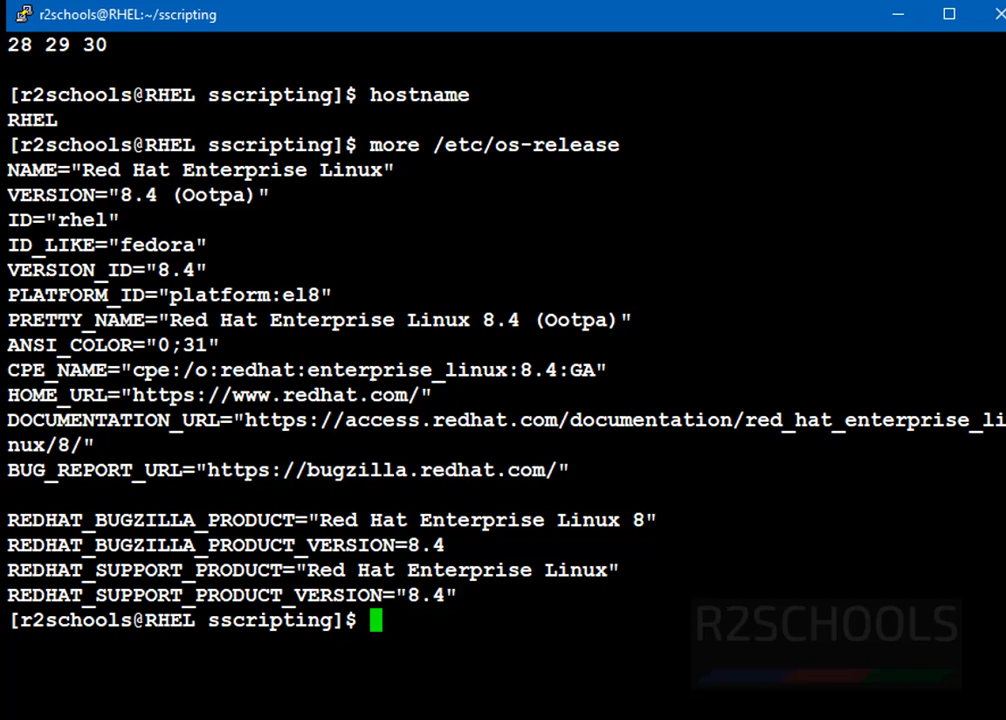 r2schools@RHEL:~/sscripting
28 29 30
[r2schools@RHEL sscripting]$ hostname
RHEL
[r2schools@RHEL sscripting]$ more /etc/os-release
NAME="Red Hat Enterprise Linux"
VERSION="8.4 (Ootpa)"
ID="rhel"
ID_LIKE="fedora"
VERSION_ID="8.4"
PLATFORM_ID="platform:el8"
PRETTY_NAME="Red Hat Enterprise Linux 8.4 (Ootpa)"
ANSI_COLOR="0;31"
CPE_NAME="cpe:/o:redhat:enterprise_linux:8.4:GA"
HOME_URL="https://www.redhat.com/"
DOCUMENTATION_URL="https://access.redhat.com/documentation/red_hat_enterprise_li
nux/8/"
BUG_REPORT_URL="https://bugzilla.redhat.com/"
REDHAT_BUGZILLA_PRODUCT="Red Hat Enterprise Linux 8"
REDHAT_BUGZILLA_PRODUCT_VERSION=8.4
REDHAT_SUPPORT_PRODUCT="Red Hat Enterprise Linux"
REDHAT_SUPPORT_PRODUCT_VERSION="8.4"
[r2schools@RHEL sscripting]$
R2SCHOOLS